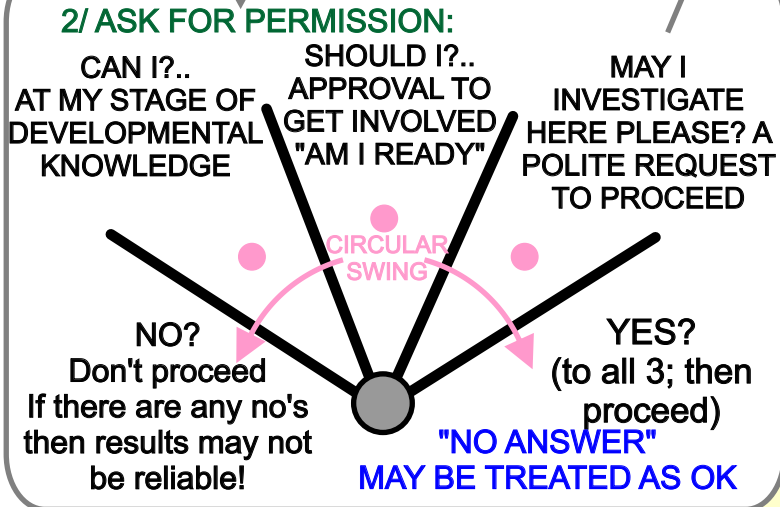 2/ ASK FOR PERMISSION:
CAN I?..
AT MY STAGE OF
DEVELOPMENTAL
KNOWLEDGE
SHOULD I?..
APPROVAL TO
GET INVOLVED
"AM I READY"
MAY I
INVESTIGATE
HERE PLEASE? A
POLITE REQUEST
TO PROCEED
CIRCULAR
SWING
NO?
Don't proceed
If there are any no's
then results may not
be reliable!
YES?
(to all 3; then
proceed)
"NO ANSWER"
MAY BE TREATED AS OK